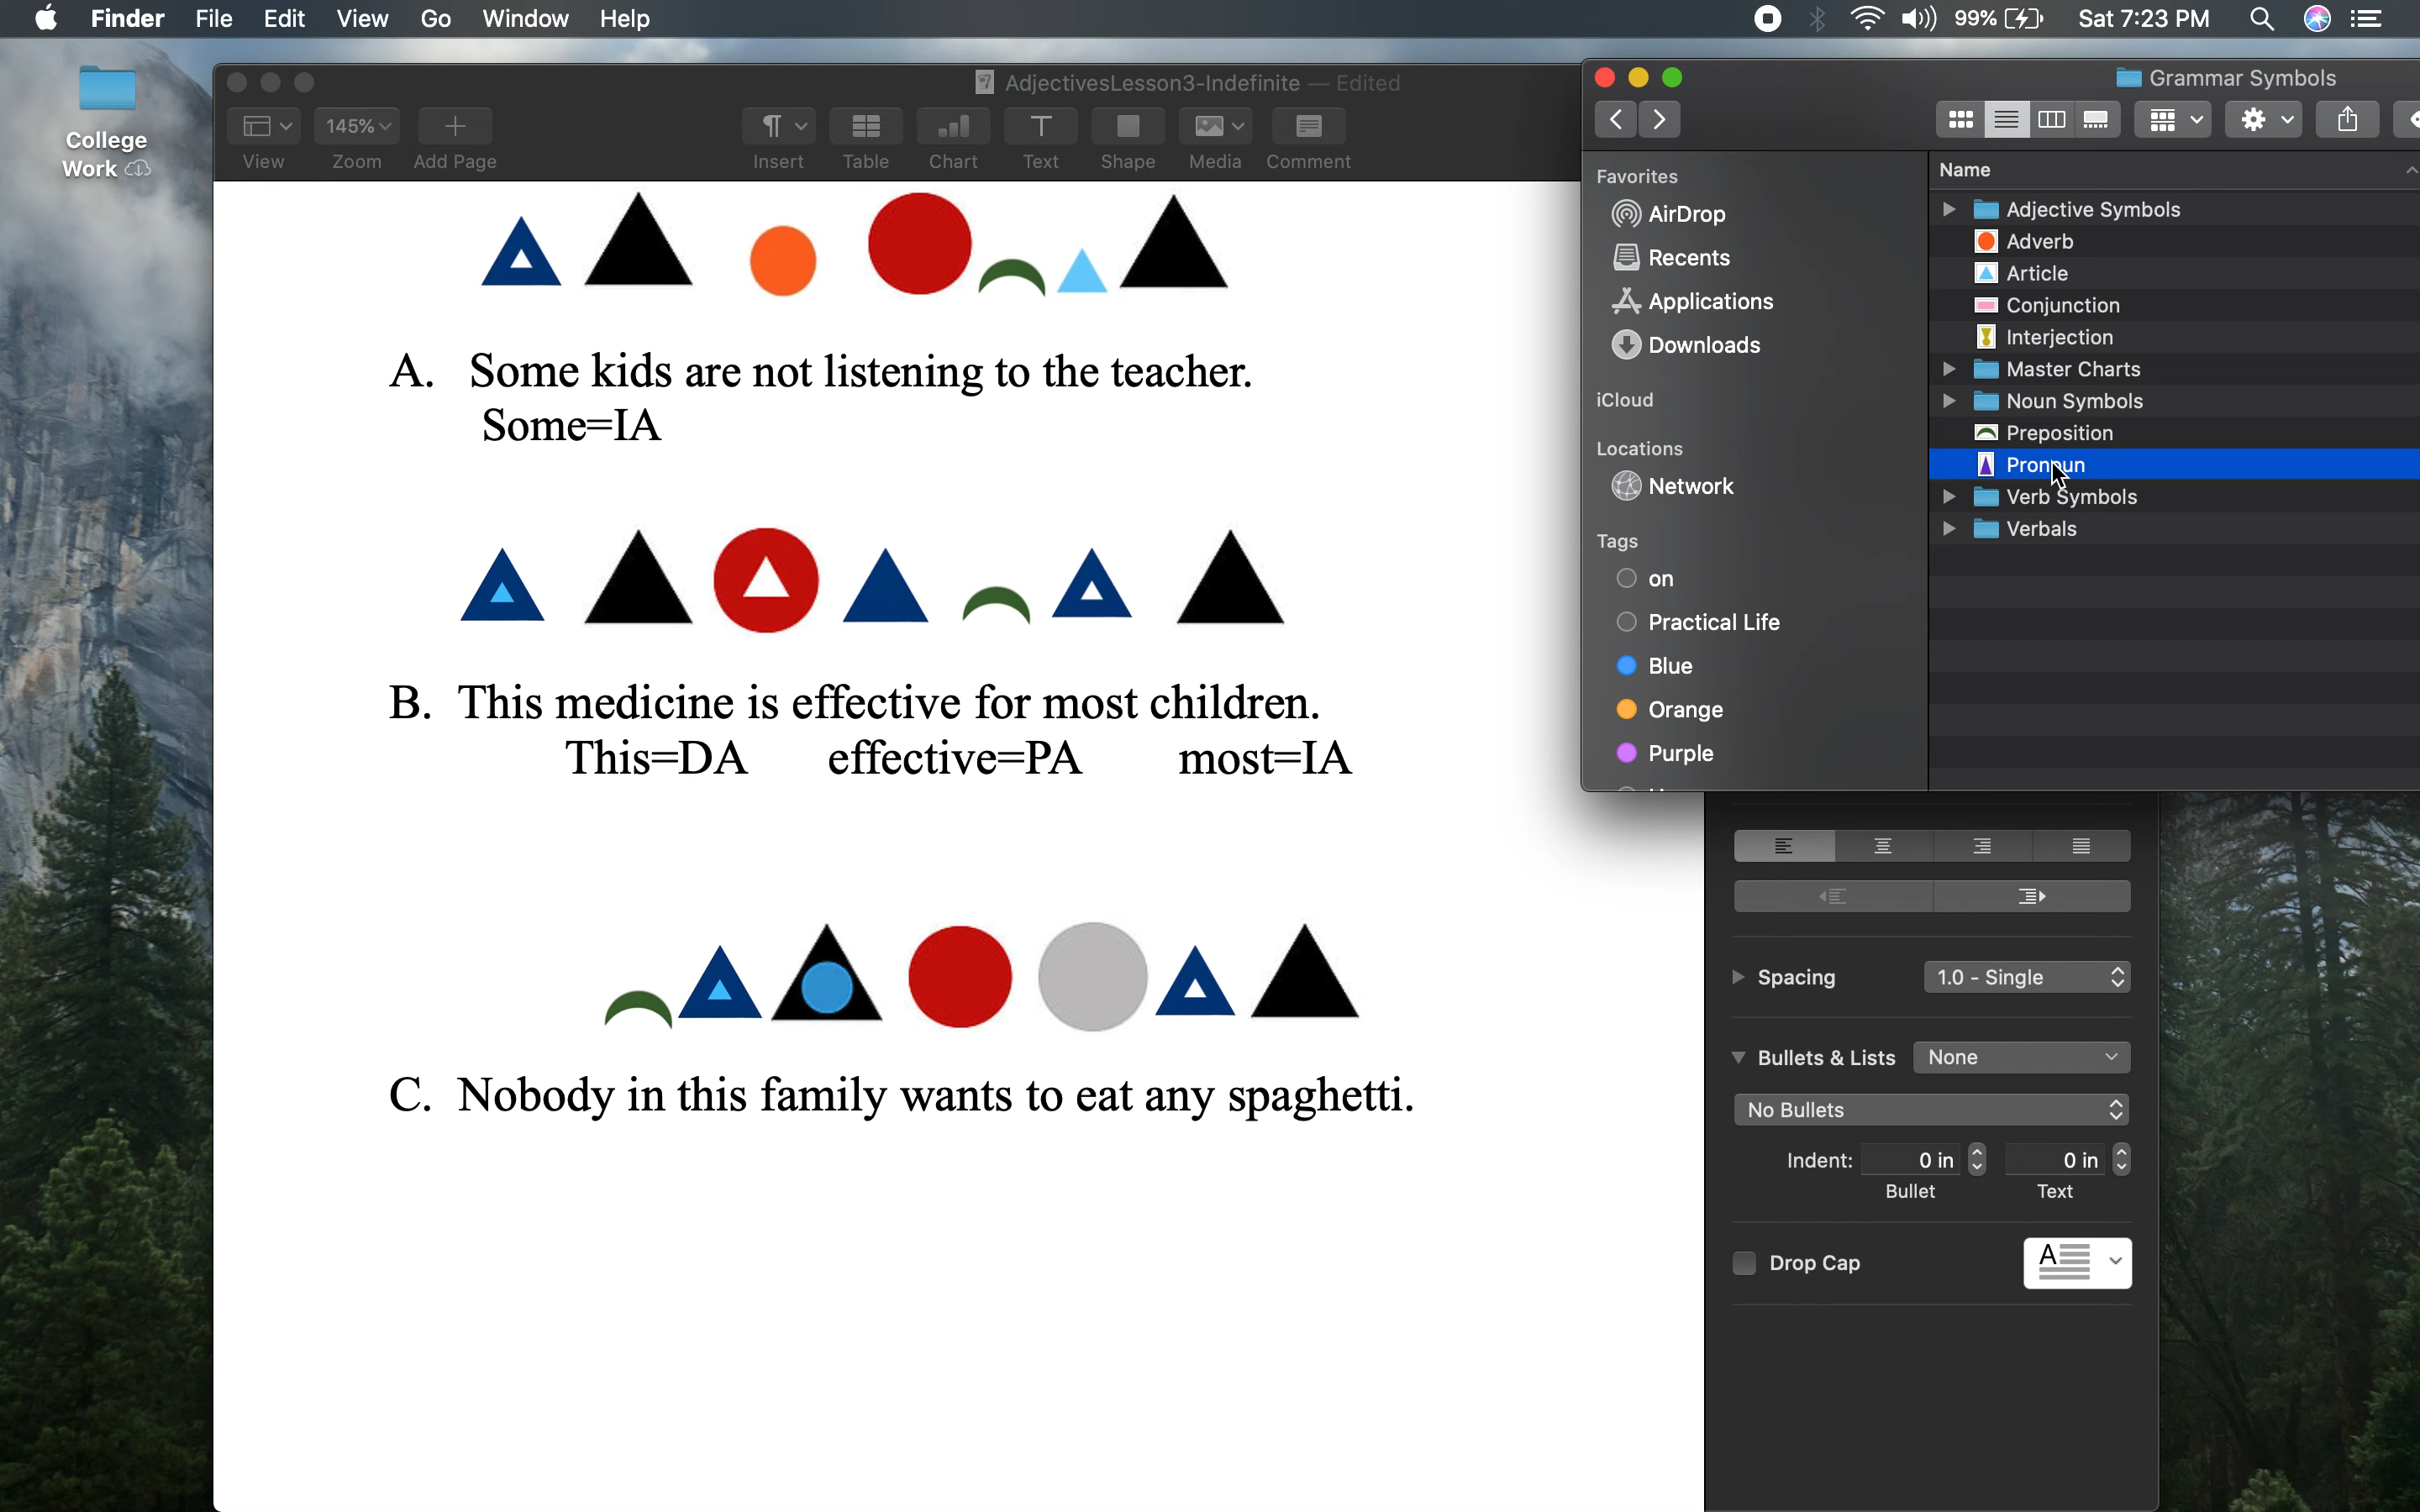 Finder File Edit View Go Window Help 99% Sat 7:23 PM
College
Work
AdjectivesLesson3-Indefinite — Edited
145%
View Zoom Add Page Insert Table Chart Text Shape Media Comment
A. Some kids are not listening to the teacher.
Some=IA
B. This medicine is effective for most children.
This=DA effective=PA most=IA
C. Nobody in this family wants to eat any spaghetti.
Grammar Symbols
Favorites
AirDrop
Recents
Applications
Downloads
iCloud
Locations
Network
Tags
on
Practical Life
Blue
Orange
Purple
Name
Adjective Symbols
Adverb
Article
Conjunction
Interjection
Master Charts
Noun Symbols
Preposition
Pronoun
Verb Symbols
Verbals
Spacing 1.0 - Single
Bullets & Lists None
No Bullets
Indent: 0 in 0 in
Bullet Text
Drop Cap A